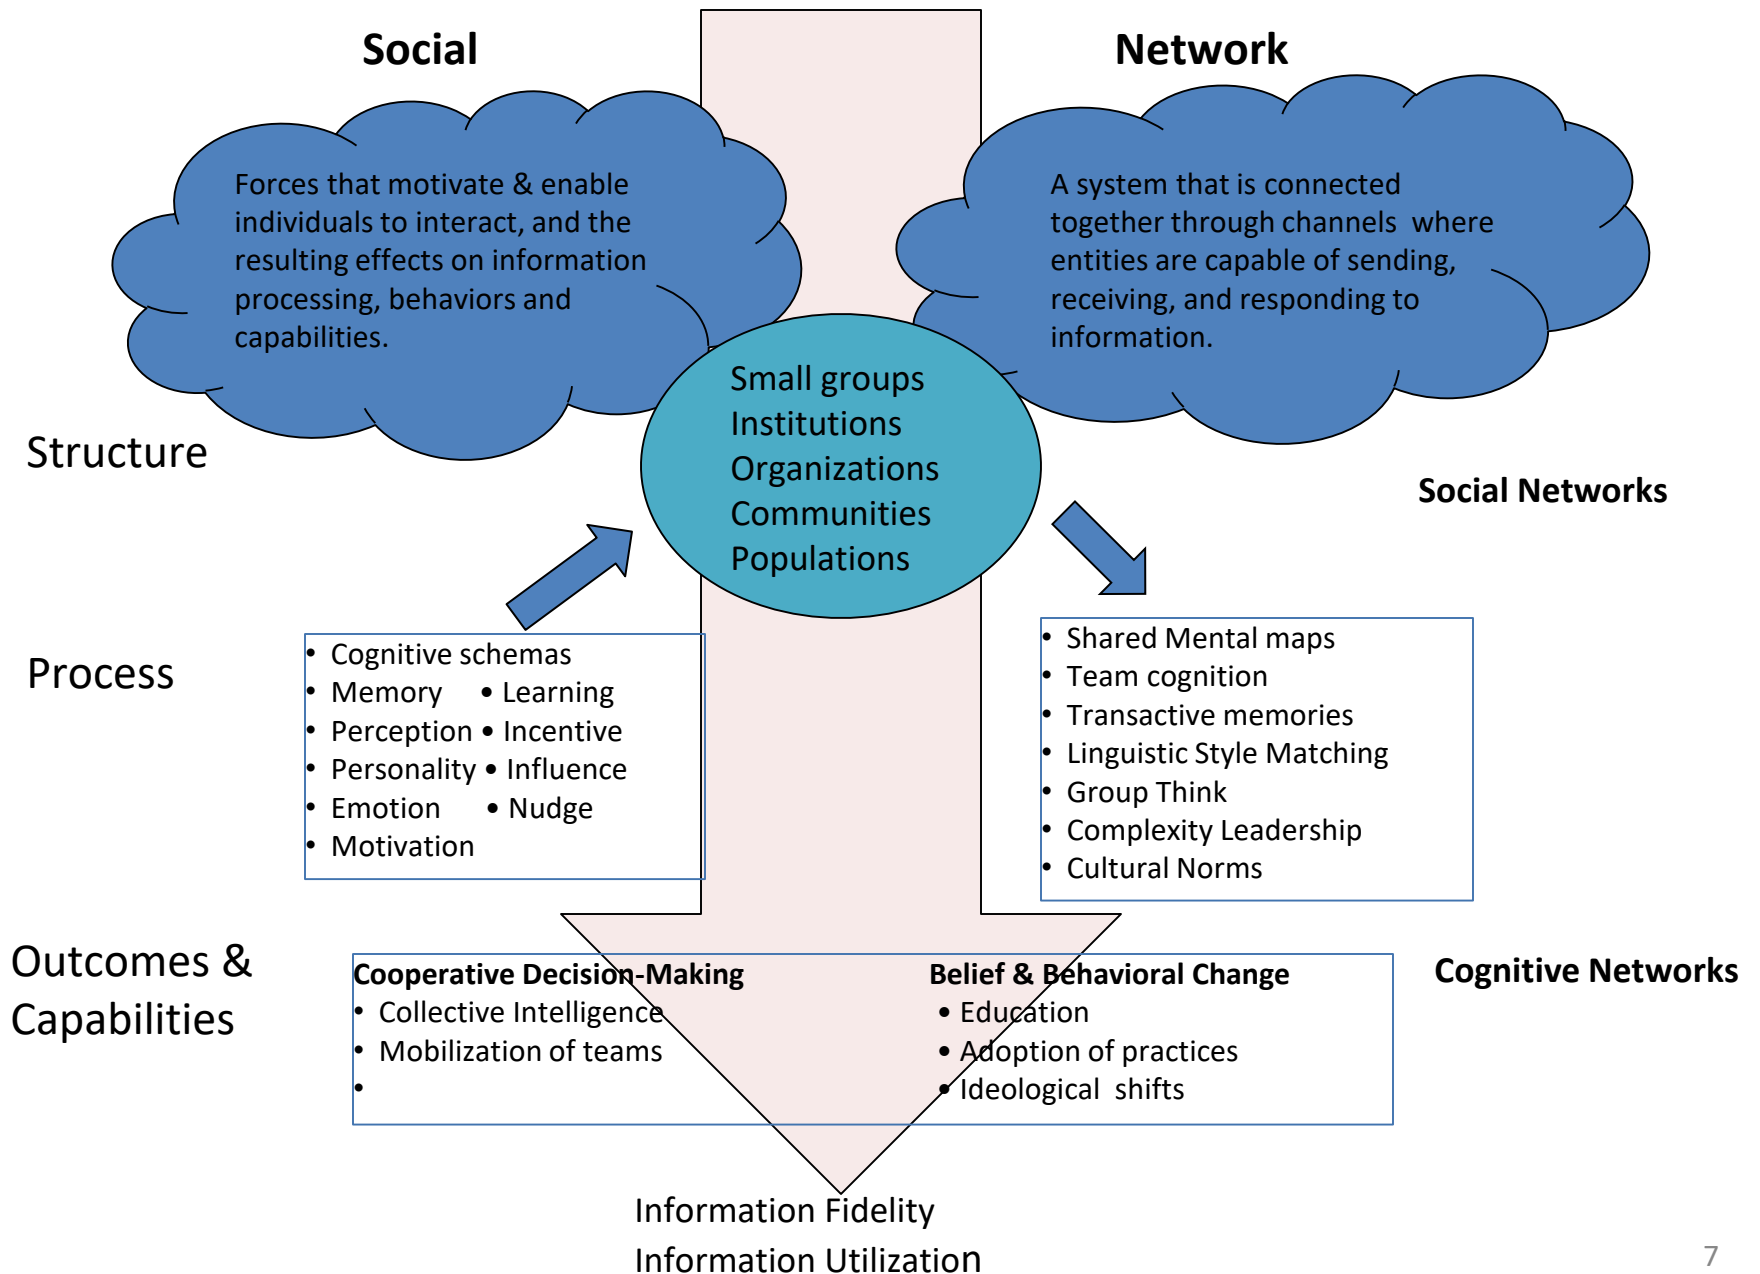 Social
Network
Forces that motivate & enable
individuals to interact, and the
resulting effects on information
processing, behaviors and
capabilities.
A system that is connected
together through channels  where
entities are capable of sending,
receiving, and responding to
information.
Small groups
Institutions
Organizations
Communities
Populations
Structure
Social Networks
Process
• Cognitive schemas
• Memory • Learning
• Perception • Incentive
• Personality • Influence
• Emotion • Nudge
• Motivation
• Shared Mental maps
• Team cognition
• Transactive memories
• Linguistic Style Matching
• Group Think
• Complexity Leadership
• Cultural Norms
Outcomes &
Capabilities
Cooperative Decision-Making
• Collective Intelligence
• Mobilization of teams
•
Belief & Behavioral Change
• Education
• Adoption of practices
• Ideological  shifts
Cognitive Networks
Information Fidelity
Information Utilization
7